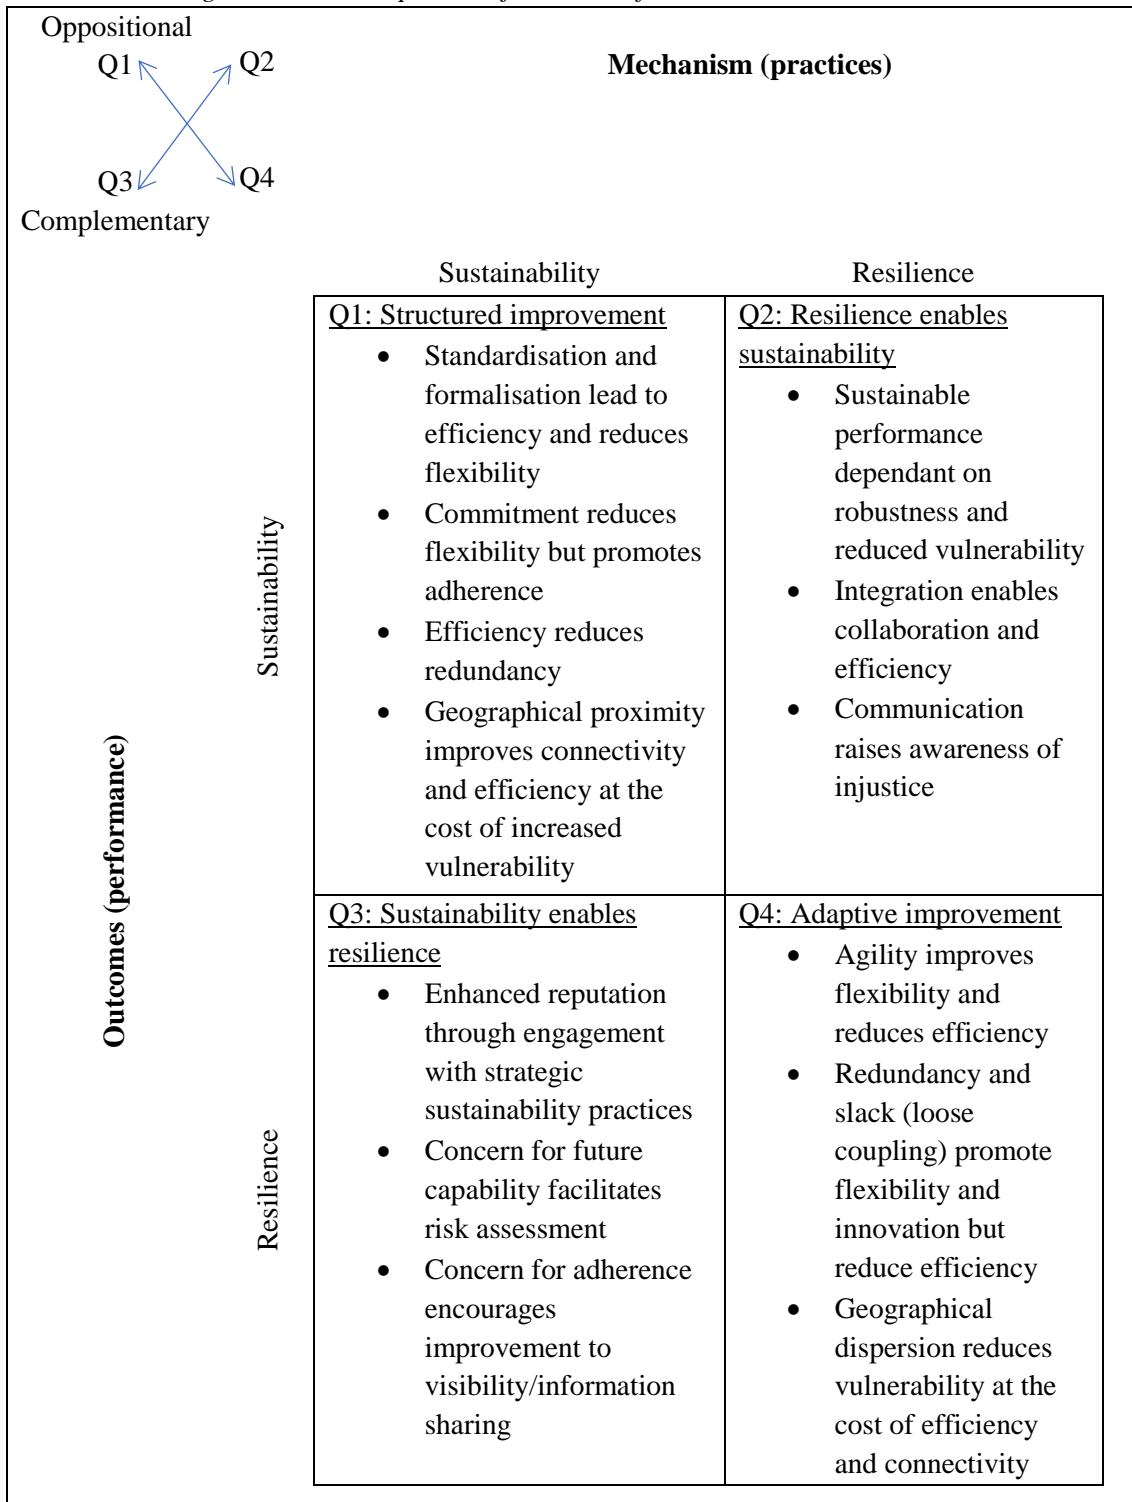 Oppositional
Q1 Q2
Mechanism (practices)
Q3 Q4
Complementary
Sustainability Resilience
Outcomes (performance)
Sustainability
Q1: Structured improvement
• Standardisation and
formalisation lead to
efficiency and reduces
flexibility
• Commitment reduces
flexibility but promotes
adherence
• Efficiency reduces
redundancy
• Geographical proximity
improves connectivity
and efficiency at the
cost of increased
vulnerability
Q2: Resilience enables
sustainability
• Sustainable
performance
dependant on
robustness and
reduced vulnerability
• Integration enables
collaboration and
efficiency
• Communication
raises awareness of
injustice
Resilience
Q3: Sustainability enables
resilience
• Enhanced reputation
through engagement
with strategic
sustainability practices
• Concern for future
capability facilitates
risk assessment
• Concern for adherence
encourages
improvement to
visibility/information
sharing
Q4: Adaptive improvement
• Agility improves
flexibility and
reduces efficiency
• Redundancy and
slack (loose
coupling) promote
flexibility and
innovation but
reduce efficiency
• Geographical
dispersion reduces
vulnerability at the
cost of efficiency
and connectivity